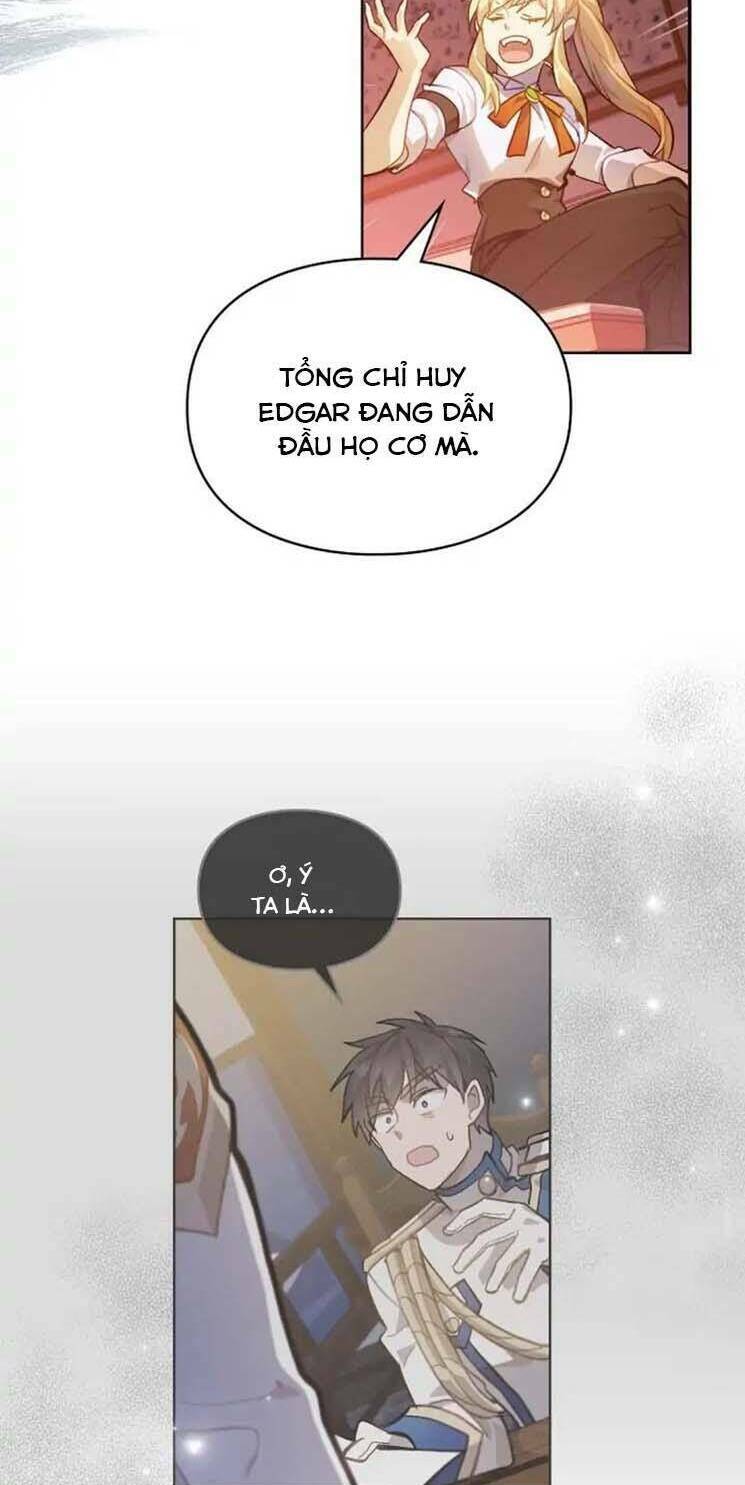 TỔNG CHỈ HUY
EDGAR ĐANG DẪN
ĐẦU HỌ CƠ MÀ.
Ơ, Ý
TA LÀ...